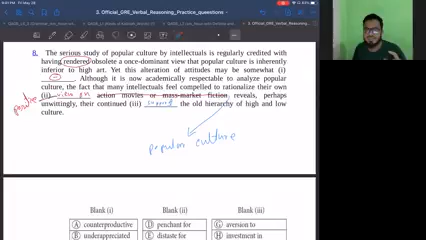 2. Official_GRE_Verbal_Reasoning_Practice_queestions
8. The serious study of popular culture by intellectuals is regularly credited with
having rendered obsolete a once-dominant view that popular culture is inherently
inferior to high art. Yet this alteration of attitudes may be somewhat (i)
Although it is now academically respectable to analyze popular
culture, the fact that many intellectuals feel compelled to rationalize their own
(ii) view on action movies or mass-market fiction, reveals, perhaps
positive
unwittingly, their continued (iii) support the old hierarchy of high and low
culture.
popular culture
Blank (i) Blank (ii) Blank (iii)
A counterproductive D penchant for G aversion to
B underappreciated E distaste for H investment in